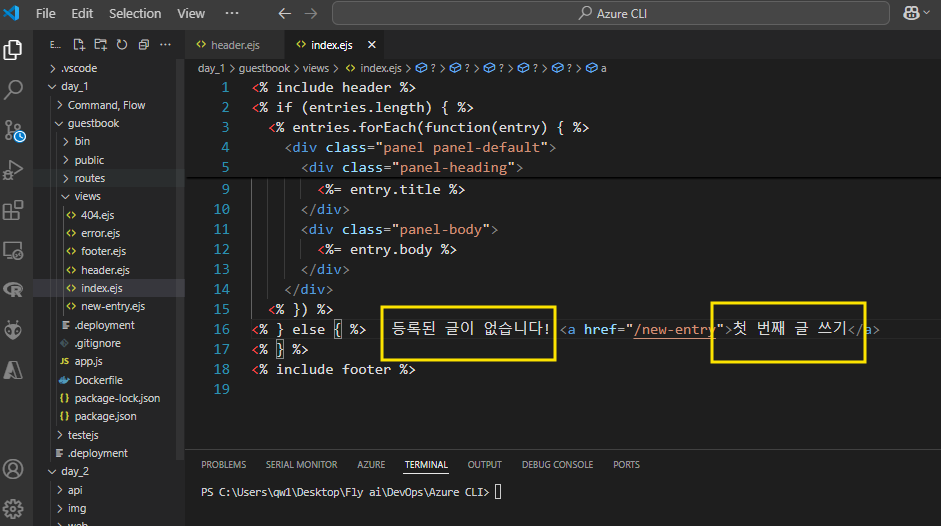 File Edit Selection View ··· Azure CLI
E... ···
.vscode
day_1
Command, Flow
guestbook
bin
public
routes
views
404.ejs
error.ejs
footer.ejs
header.ejs
index.ejs
new-entry.ejs
.deployment
.gitignore
JS app.js
Dockerfile
{} package-lock.json
{} package.json
testejs
.deployment
day_2
api
img
web
header.ejs index.ejs
day_1 > guestbook > views > index.ejs > ? > ? > ? > ? > ? > a
1 <% include header %>
2 <% if (entries.length) { %>
3 <% entries.forEach(function(entry) { %>
4 <div class="panel panel-default">
5 <div class="panel-heading">
9 <%= entry.title %>
10 </div>
11 <div class="panel-body">
12 <%= entry.body %>
13 </div>
14 </div>
15 <% }) %>
16 <% } else { %> 등록된 글이 없습니다! <a href="/new-entry">첫 번째 글 쓰기</a>
17 <% } %>
18 <% include footer %>
19
PROBLEMS SERIAL MONITOR AZURE TERMINAL OUTPUT DEBUG CONSOLE PORTS
PS C:\Users\qw1\Desktop\Fly ai\DevOps\Azure CLI>